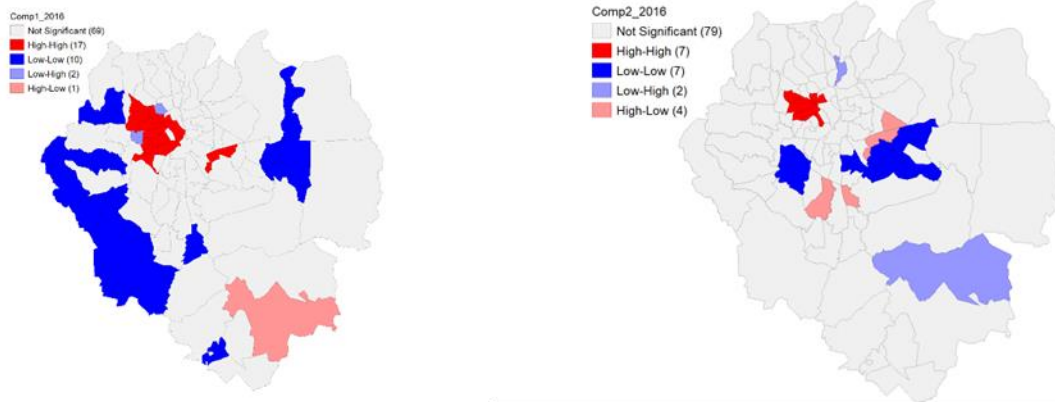 Comp1_2016
Not Significant (69)
High-High (17)
Low-Low (10)
Low-High (2)
High-Low (1)
Comp2_2016
Not Significant (79)
High-High (7)
Low-Low (7)
Low-High (2)
High-Low (4)